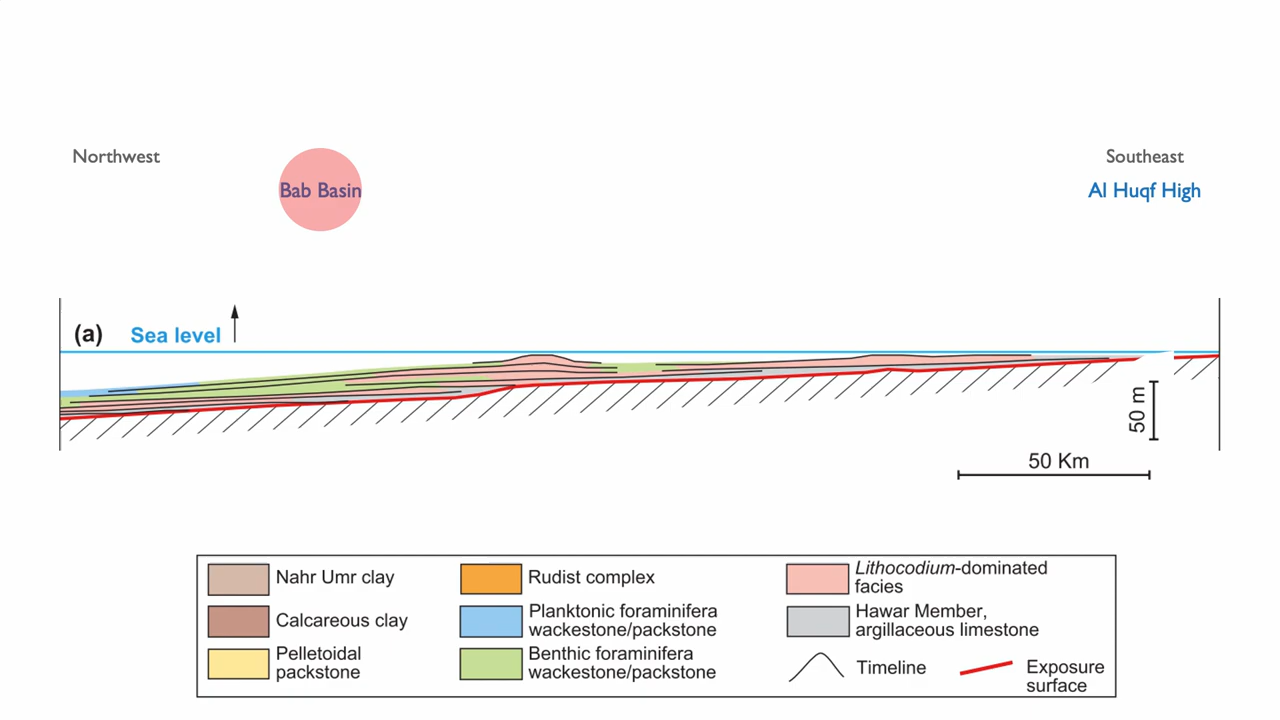 Northwest
Southeast
Bab Basin
Al Huqf High
(a)
Sea level
50 m
50 Km
Nahr Umr clay
Calcareous clay
Pelletoidal
packstone
Rudist complex
Planktonic foraminifera
wackestone/packstone
Benthic foraminifera
wackestone/packstone
Lithocodium-dominated
facies
Hawar Member,
argillaceous limestone
Timeline
Exposure
surface